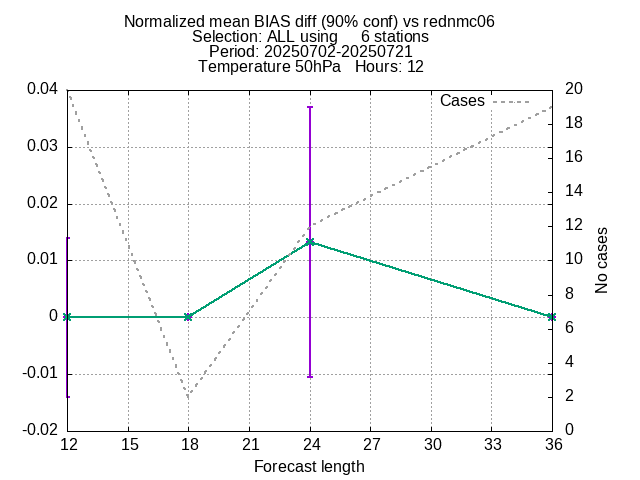 Normalized mean BIAS diff (90% conf) vs rednmc06
Selection: ALL using     6 stations
Period: 20250702-20250721
Temperature 50hPa   Hours: 12
0.04
0.03
0.02
0.01
0
-0.01
-0.02
Cases
20
18
16
14
12
10
8
6
4
2
0
No cases
12 15 18 21 24 27 30 33 36
Forecast length